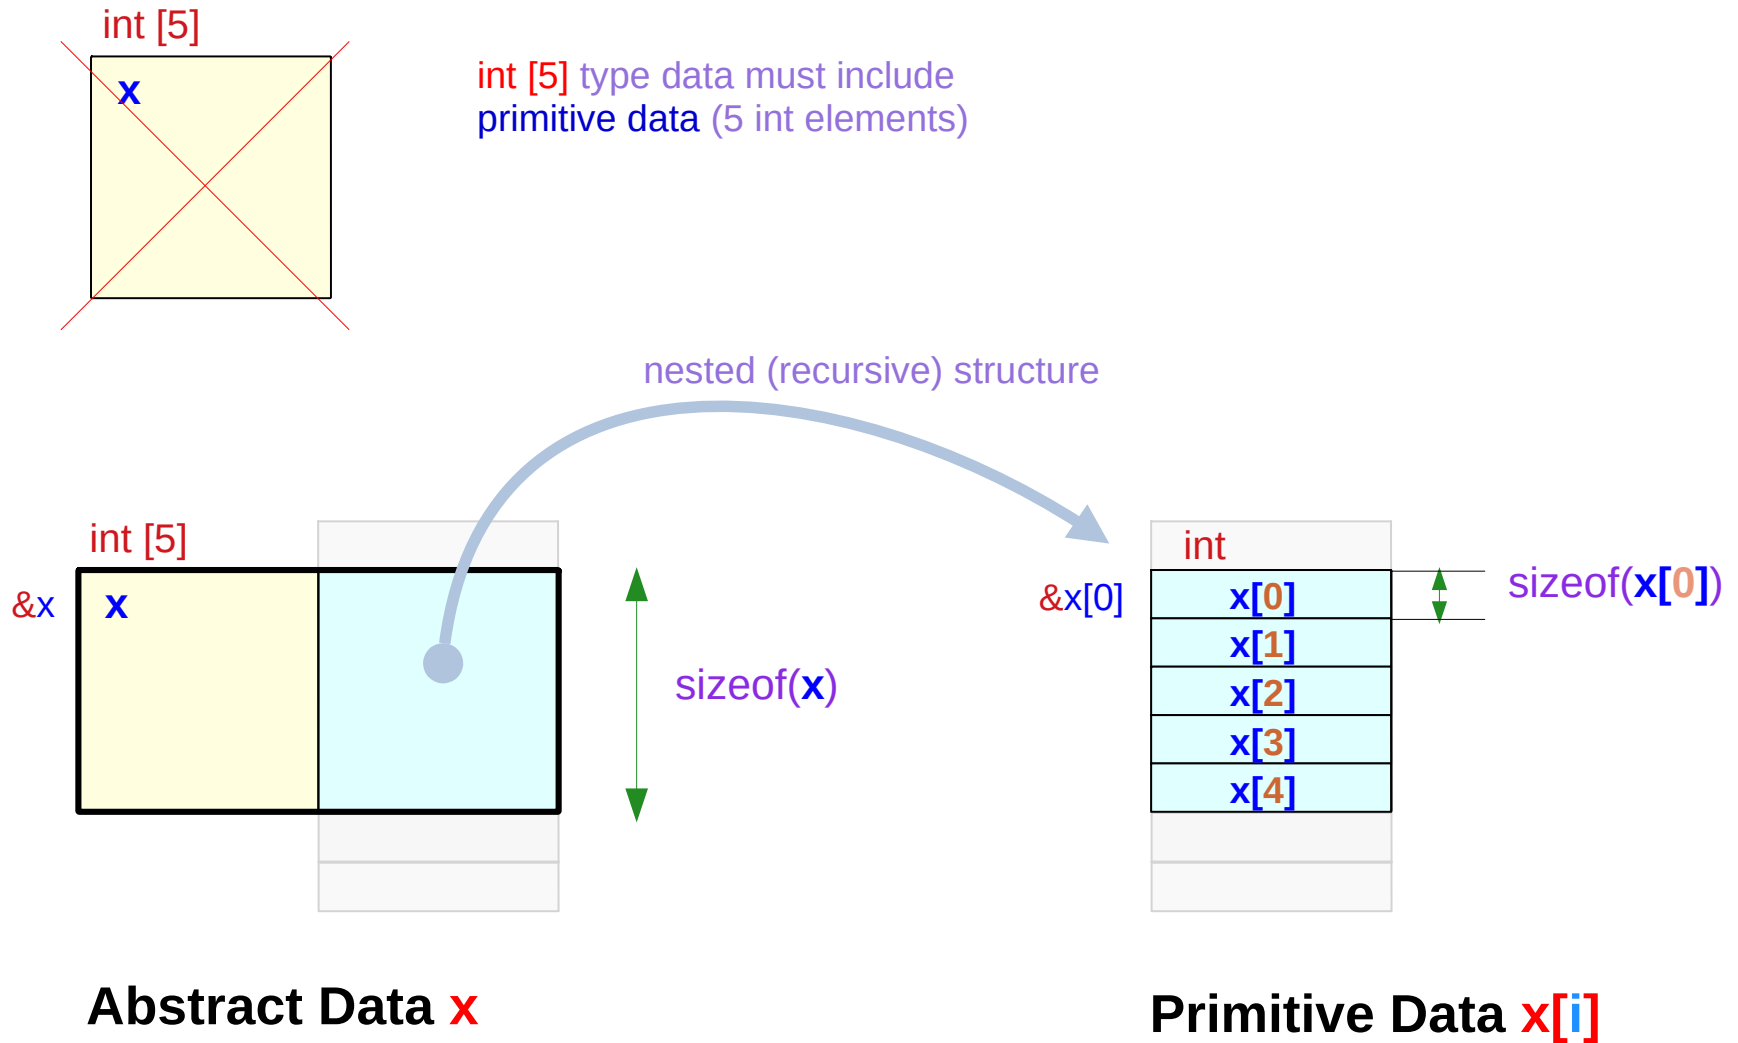 int [5]
x
int [5] type data must include
primitive data (5 int elements)
nested (recursive) structure
int [5]
&x
x
sizeof(x)
int
&x[0]
x[0]
sizeof(x[0])
x[1]
x[2]
x[3]
x[4]
Abstract Data x
Primitive Data x[i]